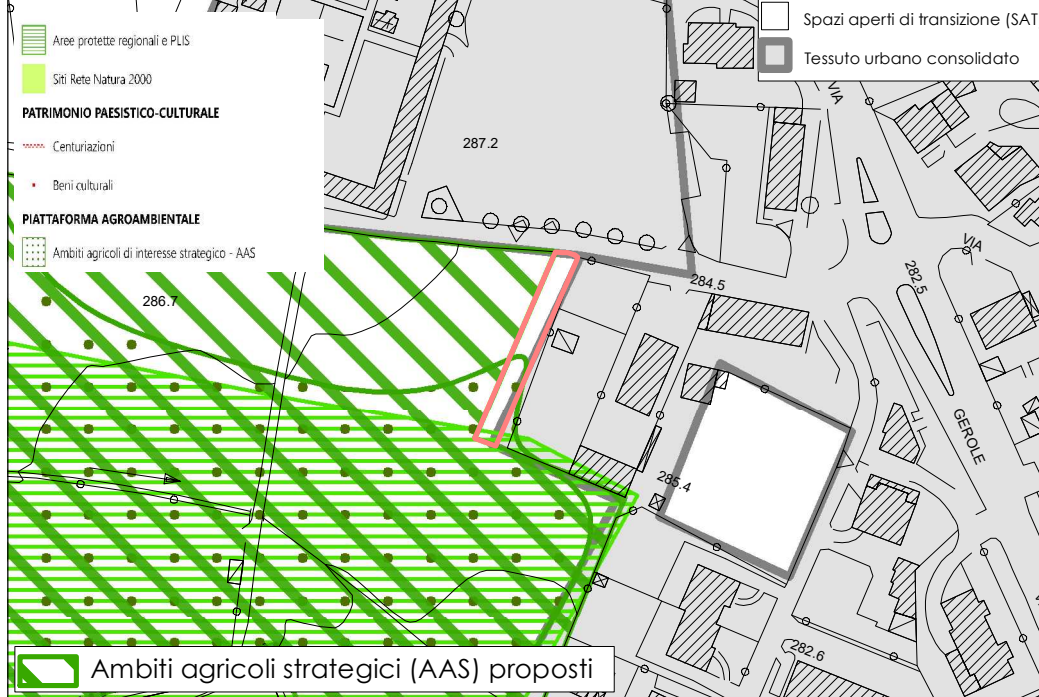 Aree protette regionali e PLIS
Siti Rete Natura 2000
PATRIMONIO PAESISTICO-CULTURALE
Centuriazioni
Beni culturali
PIATTAFORMA AGROAMBIENTALE
Ambiti agricoli di interesse strategico - AAS
Spazi aperti di transizione (SAT
Tessuto urbano consolidato
VIA
287.2
VIA
282.5
284.5
286.7
GEROLE
285.4
282.6
Ambiti agricoli strategici (AAS) proposti